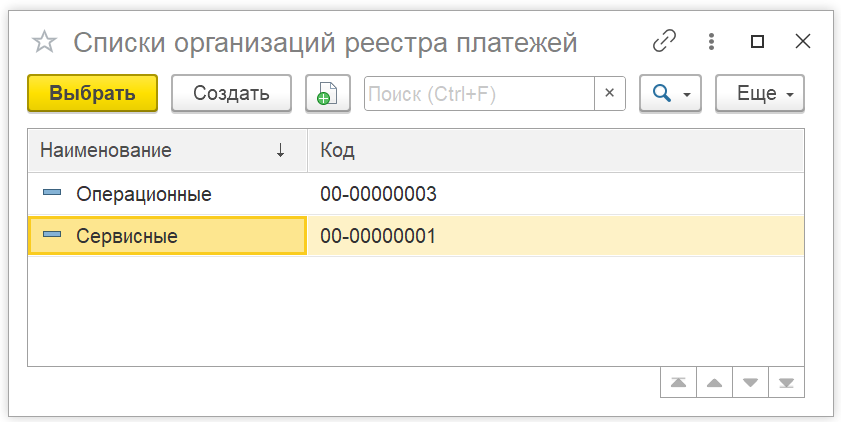 Списки организаций реестра платежей
Выбрать Создать Поиск (Ctrl+F) × Еще
Наименование ↓ Код
Операционные 00-00000003
Сервисные 00-00000001